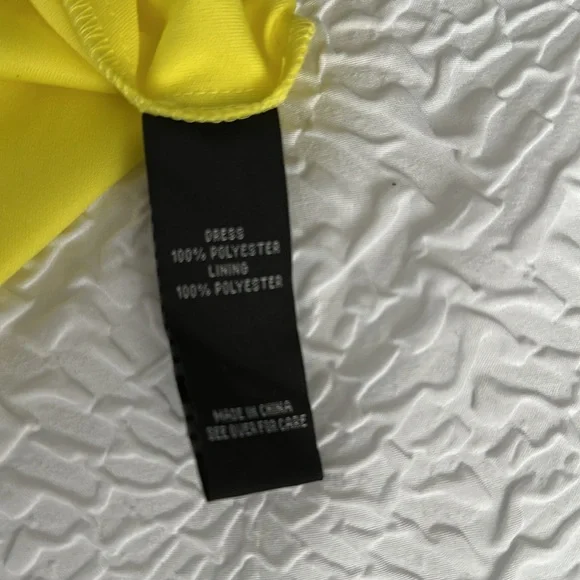 DRESS
100% POLYESTER
LINING
100% POLYESTER
MADE IN CHINA
SEE OVER FOR CARE